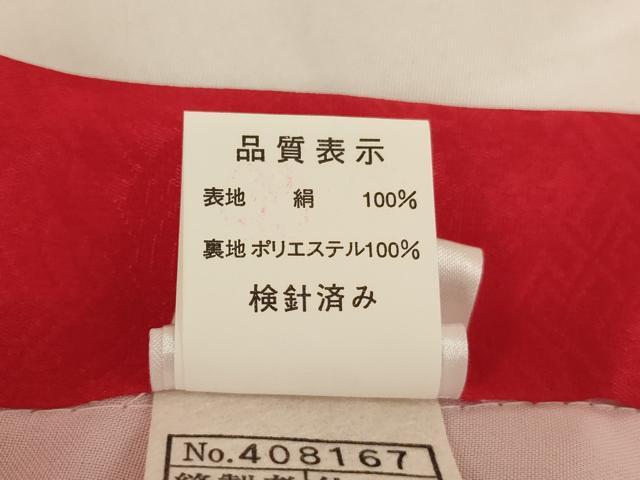 品質表示
表地 絹 100%
裏地 ポリエステル100%
検針済み
No.408167